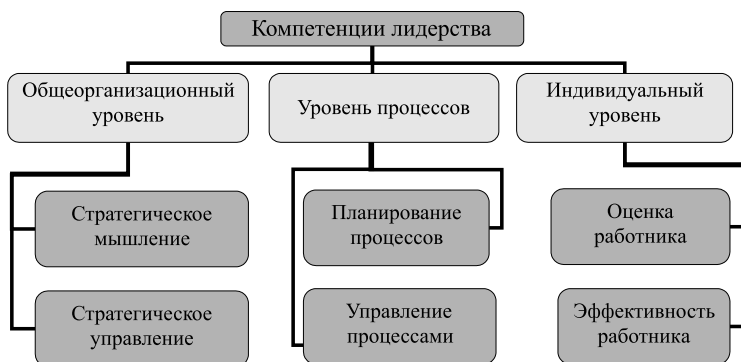 Компетенции лидерства
Общеорганизационный
уровень
Уровень процессов
Индивидуальный
уровень
Стратегическое
мышление
Планирование
процессов
Оценка
работника
Стратегическое
управление
Управление
процессами
Эффективность
работника